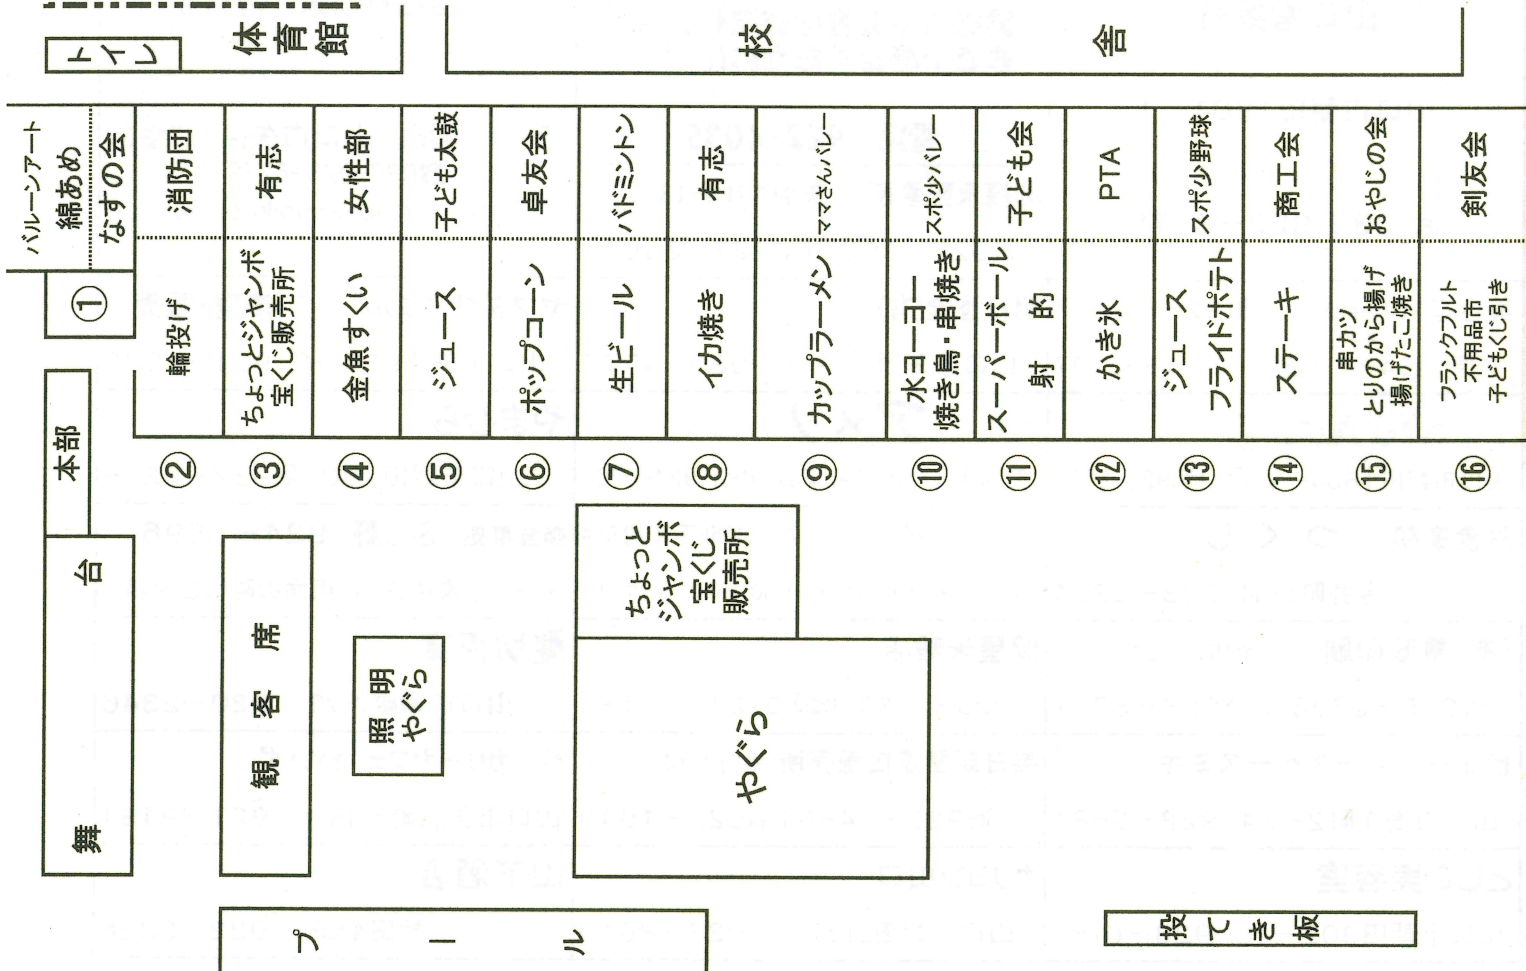 トイレ
体育館
校舎
バルーンアート
綿あめ
なすの会
①
消防団
輪投げ
②
有志
ちょっとジャンボ
宝くじ販売所
③
女性部
金魚すくい
④
子ども太鼓
ジュース
⑤
卓友会
ポップコーン
⑥
バドミントン
生ビール
⑦
有志
イカ焼き
⑧
ママさんバレー
カップラーメン
⑨
スポ少バレー
水ヨーヨー
焼き鳥・串焼き
⑩
子ども会
スーパーボール
射的
⑪
PTA
かき氷
⑫
スポ少野球
ジュース
フライドポテト
⑬
商工会
ステーキ
⑭
おやじの会
串カツ
とりのから揚げ
揚げたこ焼き
⑮
剣友会
フランクフルト
不用品市
子どもくじ引き
⑯
本部
舞台
観客席
照明
やぐら
ちょっと
ジャンボ
宝くじ
販売所
やぐら
プール
投てき板